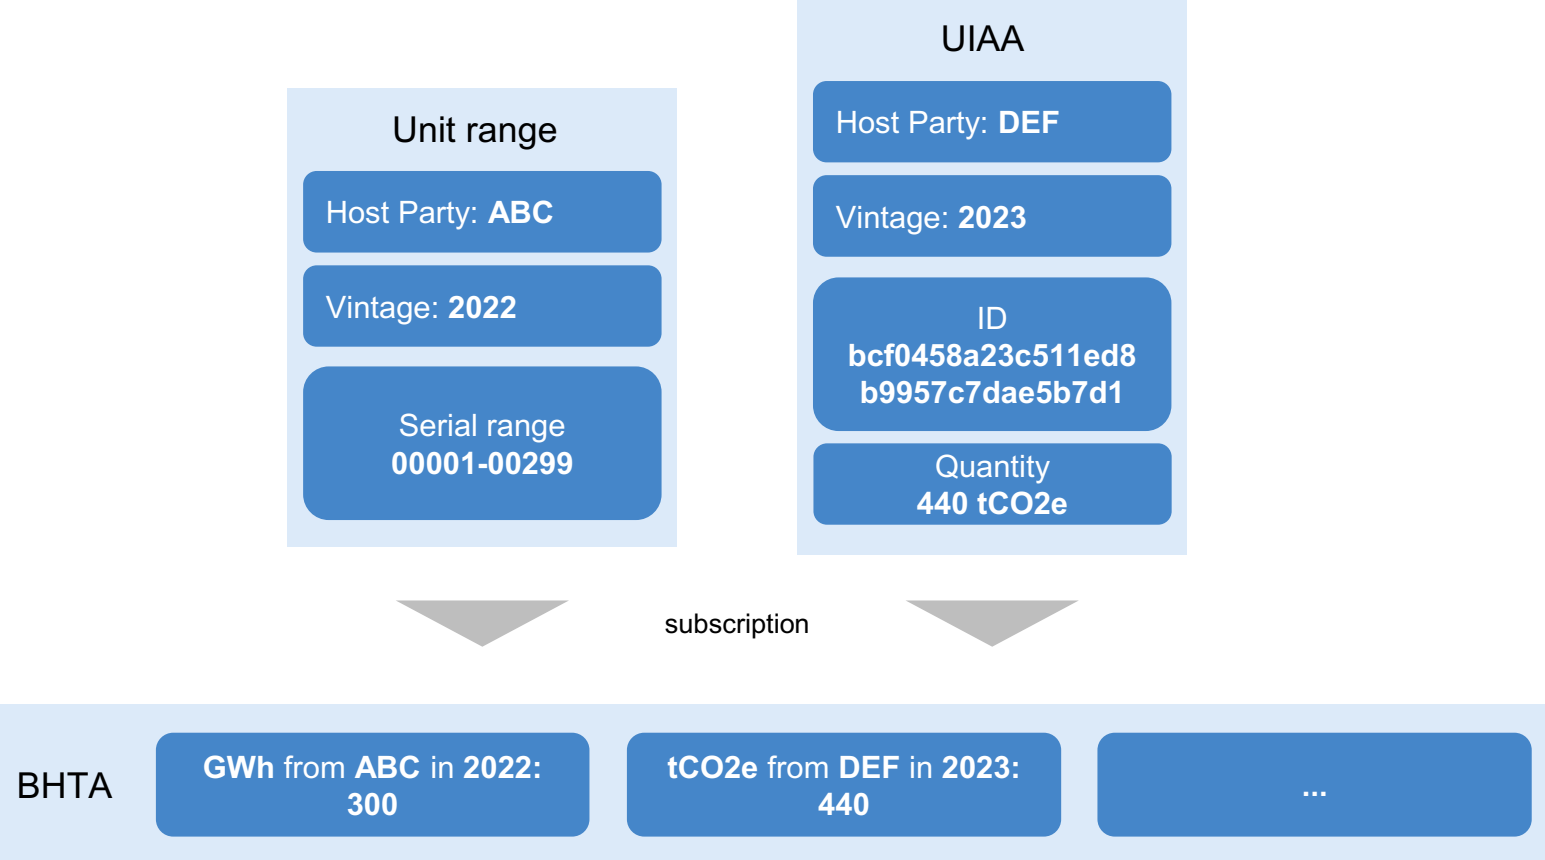 Unit range
Host Party: ABC
Vintage: 2022
Serial range
00001-00299
UIAA
Host Party: DEF
Vintage: 2023
ID
bcf0458a23c511ed8
b9957c7dae5b7d1
Quantity
440 tCO2e
subscription
BHTA
GWh from ABC in 2022:
300
tCO2e from DEF in 2023:
440
...